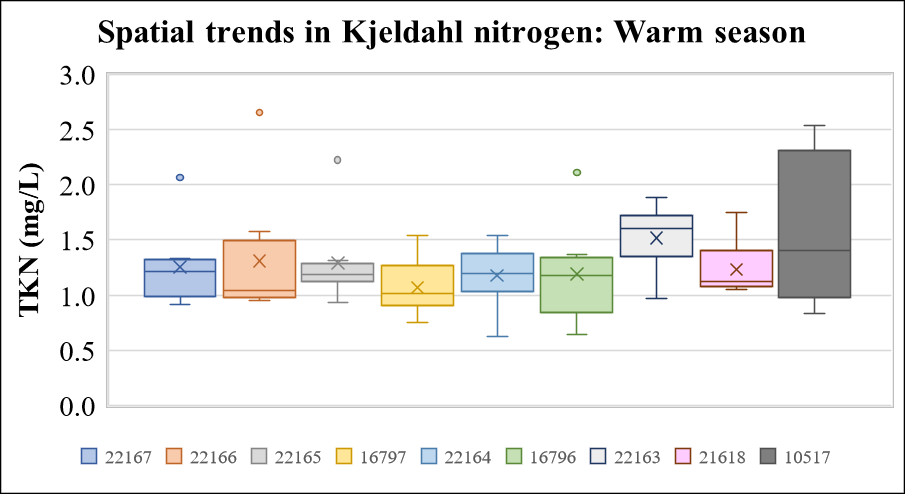 Spatial trends in Kjeldahl nitrogen: Warm season
TKN (mg/L)
3.0
2.5
2.0
1.5
1.0
0.5
0.0
22167 22166 22165 16797 22164 16796 22163 21618 10517